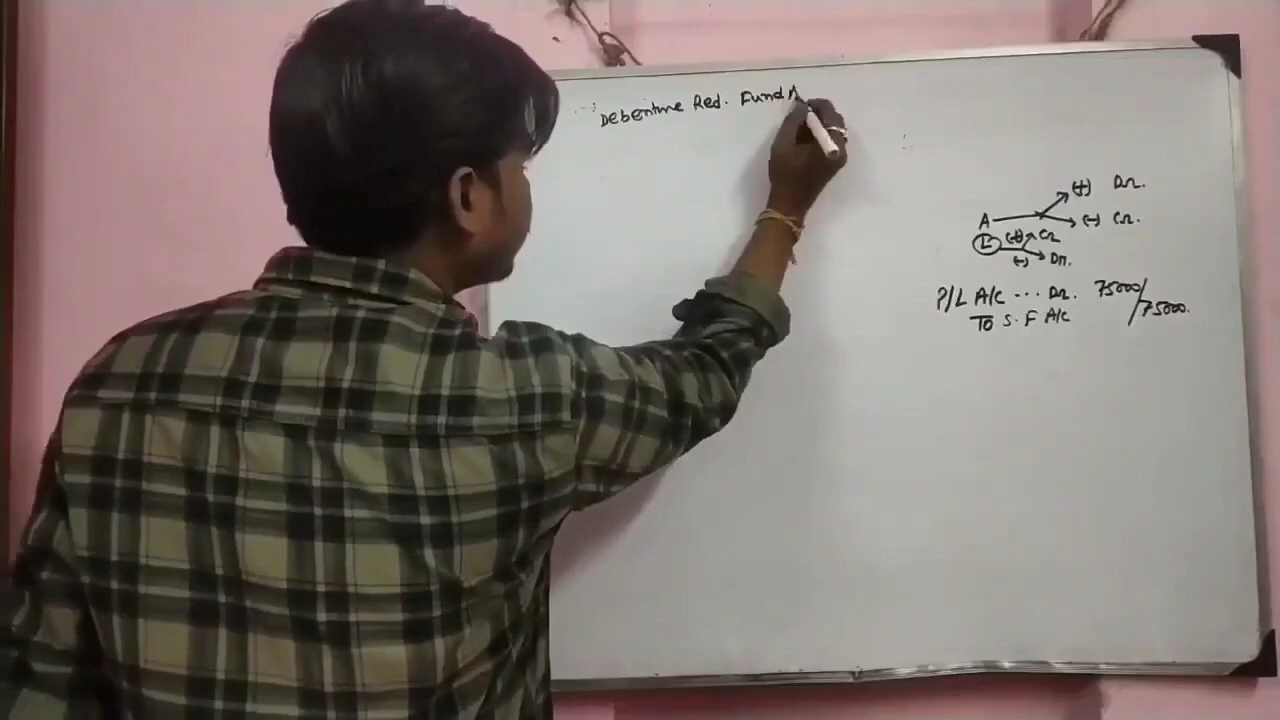 Debenture Red. Fund A
(+) Dr.
A (-) Cr.
L (+) Cr
(-) Dr.
P/L A/C ... Dr. 75000/
To S.F A/c 75000.